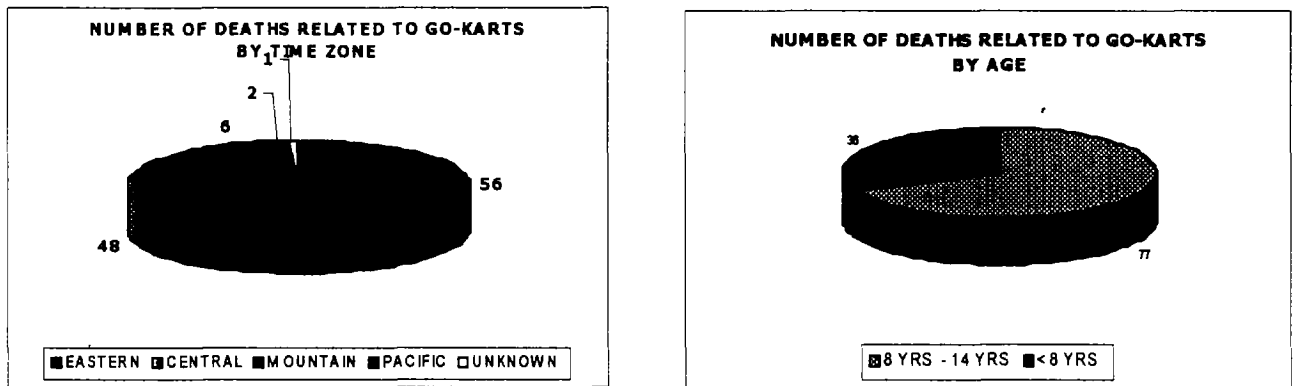 NUMBER OF DEATHS RELATED TO GO-KARTS
BY TIME ZONE
1
2
6
56
48
EASTERN CENTRAL MOUNTAIN PACIFIC UNKNOWN
NUMBER OF DEATHS RELATED TO GO-KARTS
BY AGE
77
8 YRS - 14 YRS <8 YRS